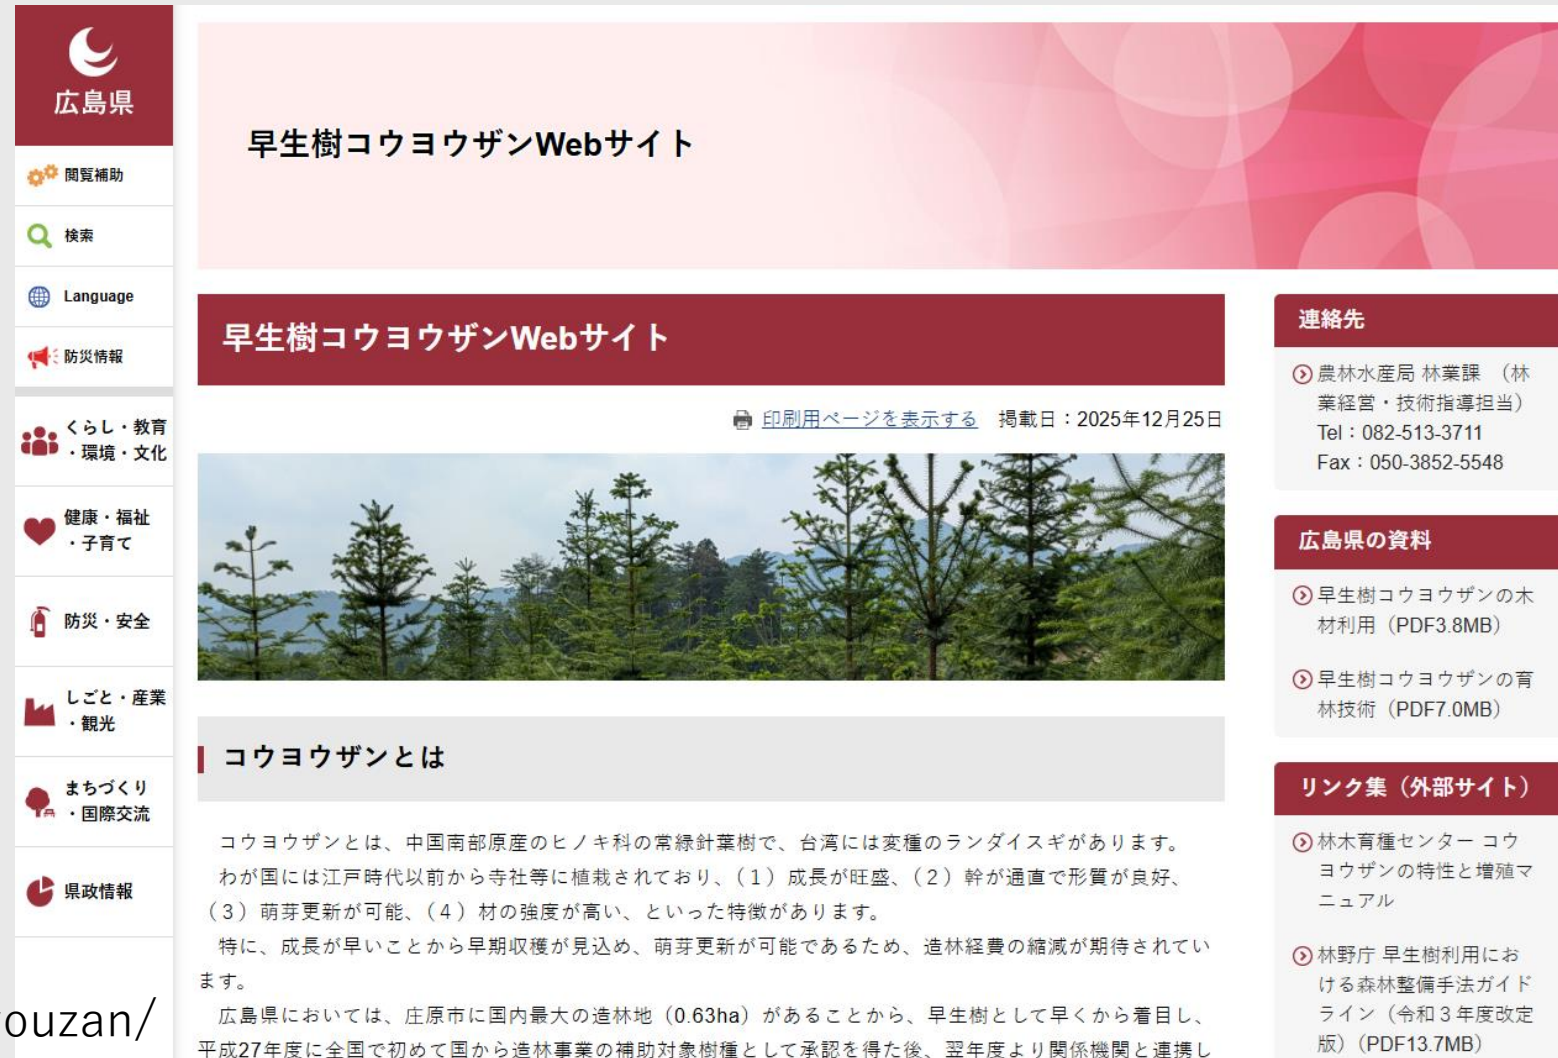 広島県
閲覧補助
検索
Language
防災情報
くらし・教育
・環境・文化
健康・福祉
・子育て
防災・安全
しごと・産業
・観光
まちづくり
・国際交流
県政情報
ouzan/
早生樹コウヨウザンWebサイト
早生樹コウヨウザンWebサイト
印刷用ページを表示する 掲載日：2025年12月25日
コウヨウザンとは
コウヨウザンとは、中国南部原産のヒノキ科の常緑針葉樹で、台湾には変種のランダイスギがあります。
わが国には江戸時代以前から寺社等に植栽されており、（1）成長が旺盛、（2）幹が通直で形質が良好、
（3）萌芽更新が可能、（4）材の強度が高い、といった特徴があります。
特に、成長が早いことから早期収穫が見込め、萌芽更新が可能であるため、造林経費の縮減が期待されてい
ます。
広島県においては、庄原市に国内最大の造林地（0.63ha）があることから、早生樹として早くから着目し、
平成27年度に全国で初めて国から造林事業の補助対象樹種として承認を得た後、翌年度より関係機関と連携し
連絡先
農林水産局 林業課 （林
業経営・技術指導担当）
Tel：082-513-3711
Fax：050-3852-5548
広島県の資料
早生樹コウヨウザンの木
材利用（PDF3.8MB）
早生樹コウヨウザンの育
林技術（PDF7.0MB）
リンク集（外部サイト）
林木育種センター コウ
ヨウザンの特性と増殖マ
ニュアル
林野庁 早生樹利用にお
ける森林整備手法ガイド
ライン（令和３年度改定
版）（PDF13.7MB）